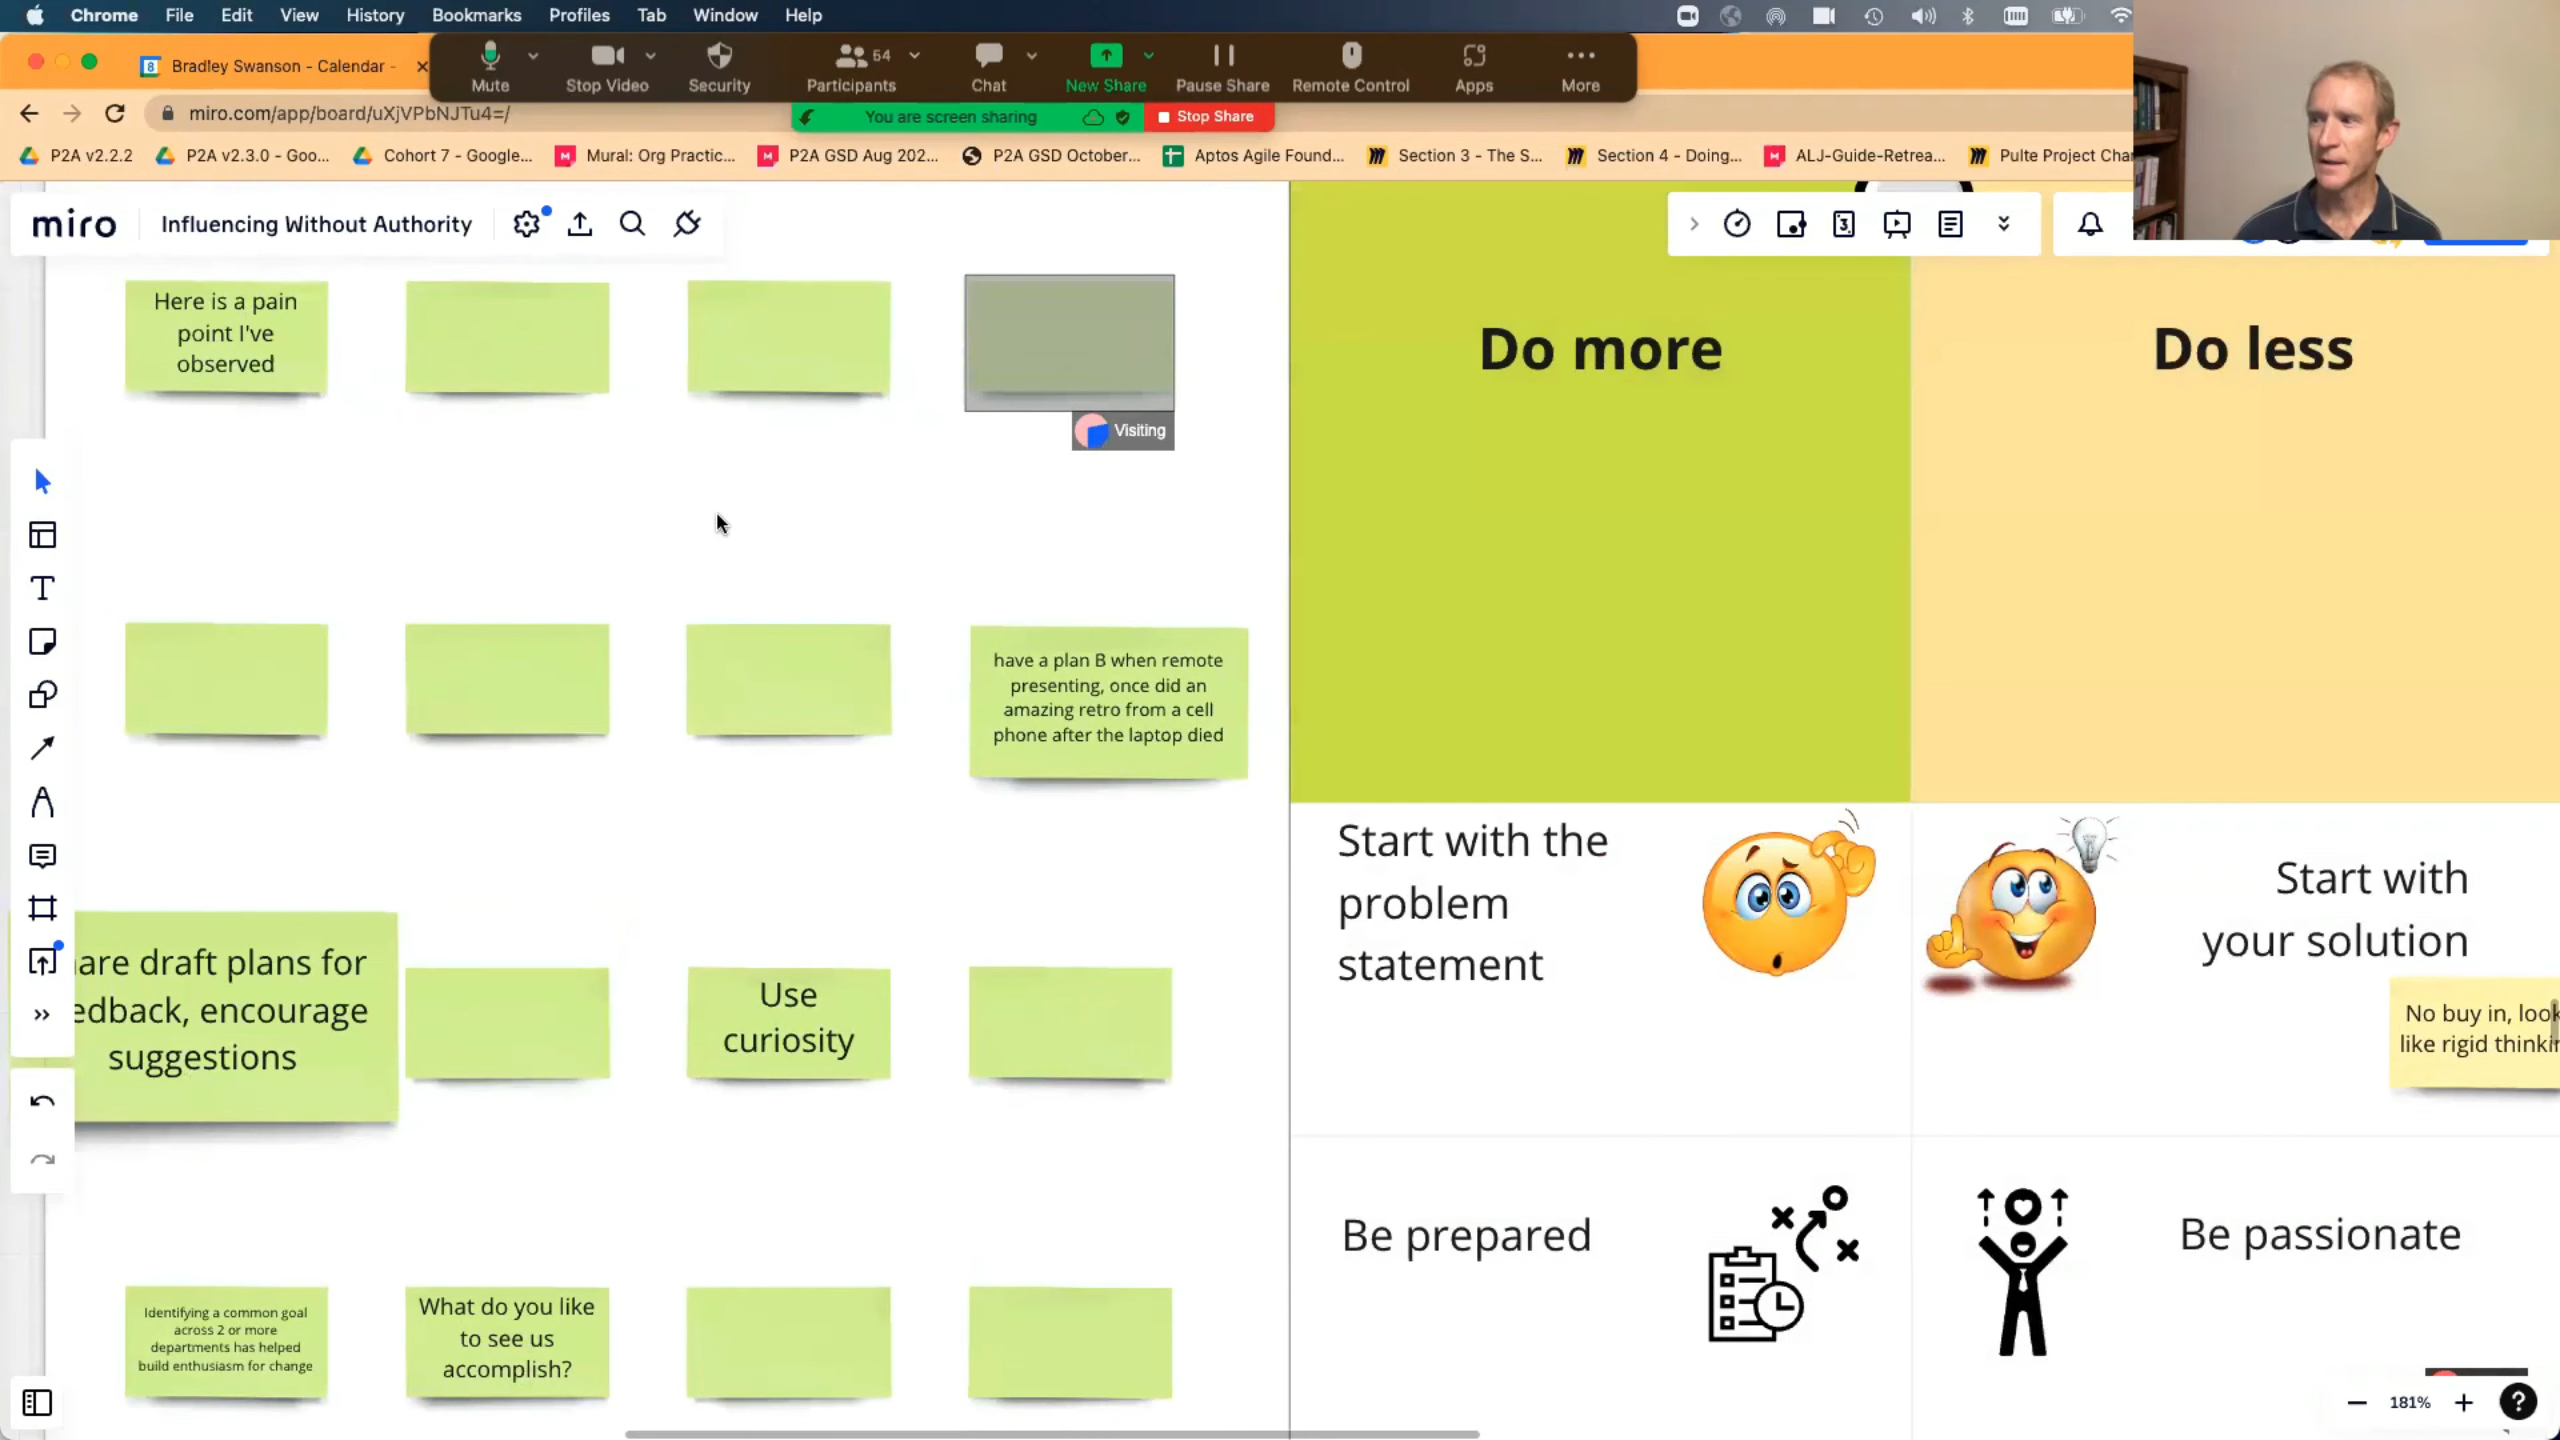 Chrome File Edit View History Bookmarks Profiles Tab Window Help
8 Bradley Swanson - Calendar -
Mute Stop Video Security Participants 54 Chat New Share Pause Share Remote Control Apps More
miro.com/app/board/uXjVPbNJTu4=/
You are screen sharing Stop Share
P2A v2.2.2 P2A v2.3.0 - Goo... Cohort 7 - Google... Mural: Org Practic... P2A GSD Aug 202... P2A GSD October... Aptos Agile Found... Section 3 - The S... Section 4 - Doing... ALJ-Guide-Retrea... Pulte Project Cha
miro Influencing Without Authority
Here is a pain
point I've
observed
Visiting
have a plan B when remote
presenting, once did an
amazing retro from a cell
phone after the laptop died
are draft plans for
edback, encourage
suggestions
Use
curiosity
Identifying a common goal
across 2 or more
departments has helped
build enthusiasm for change
What do you like
to see us
accomplish?
Do more
Do less
Start with the
problem
statement
Start with
your solution
No buy in, look
like rigid
Be prepared
Be passionate
181%